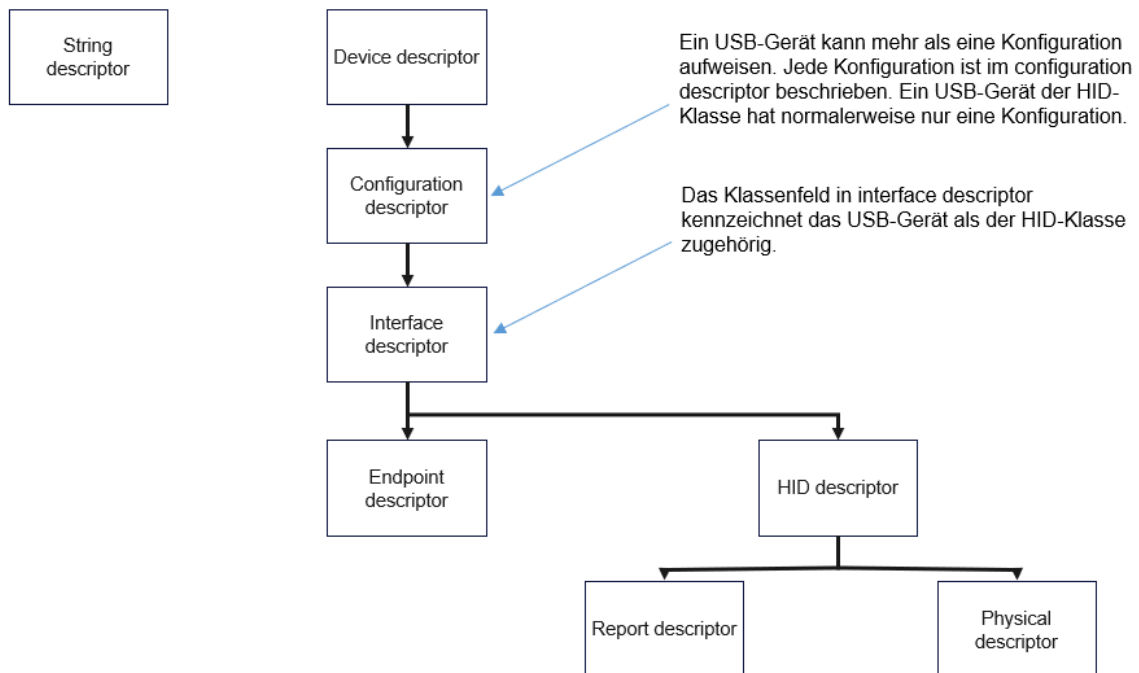 String
descriptor
Device descriptor
Ein USB-Gerät kann mehr als eine Konfiguration
aufweisen. Jede Konfiguration ist im configuration
descriptor beschrieben. Ein USB-Gerät der HID-
Klasse hat normalerweise nur eine Konfiguration.
Configuration
descriptor
Das Klassenfeld in interface descriptor
kennzeichnet das USB-Gerät als der HID-Klasse
zugehörig.
Interface
descriptor
Endpoint
descriptor
HID descriptor
Report descriptor
Physical
descriptor